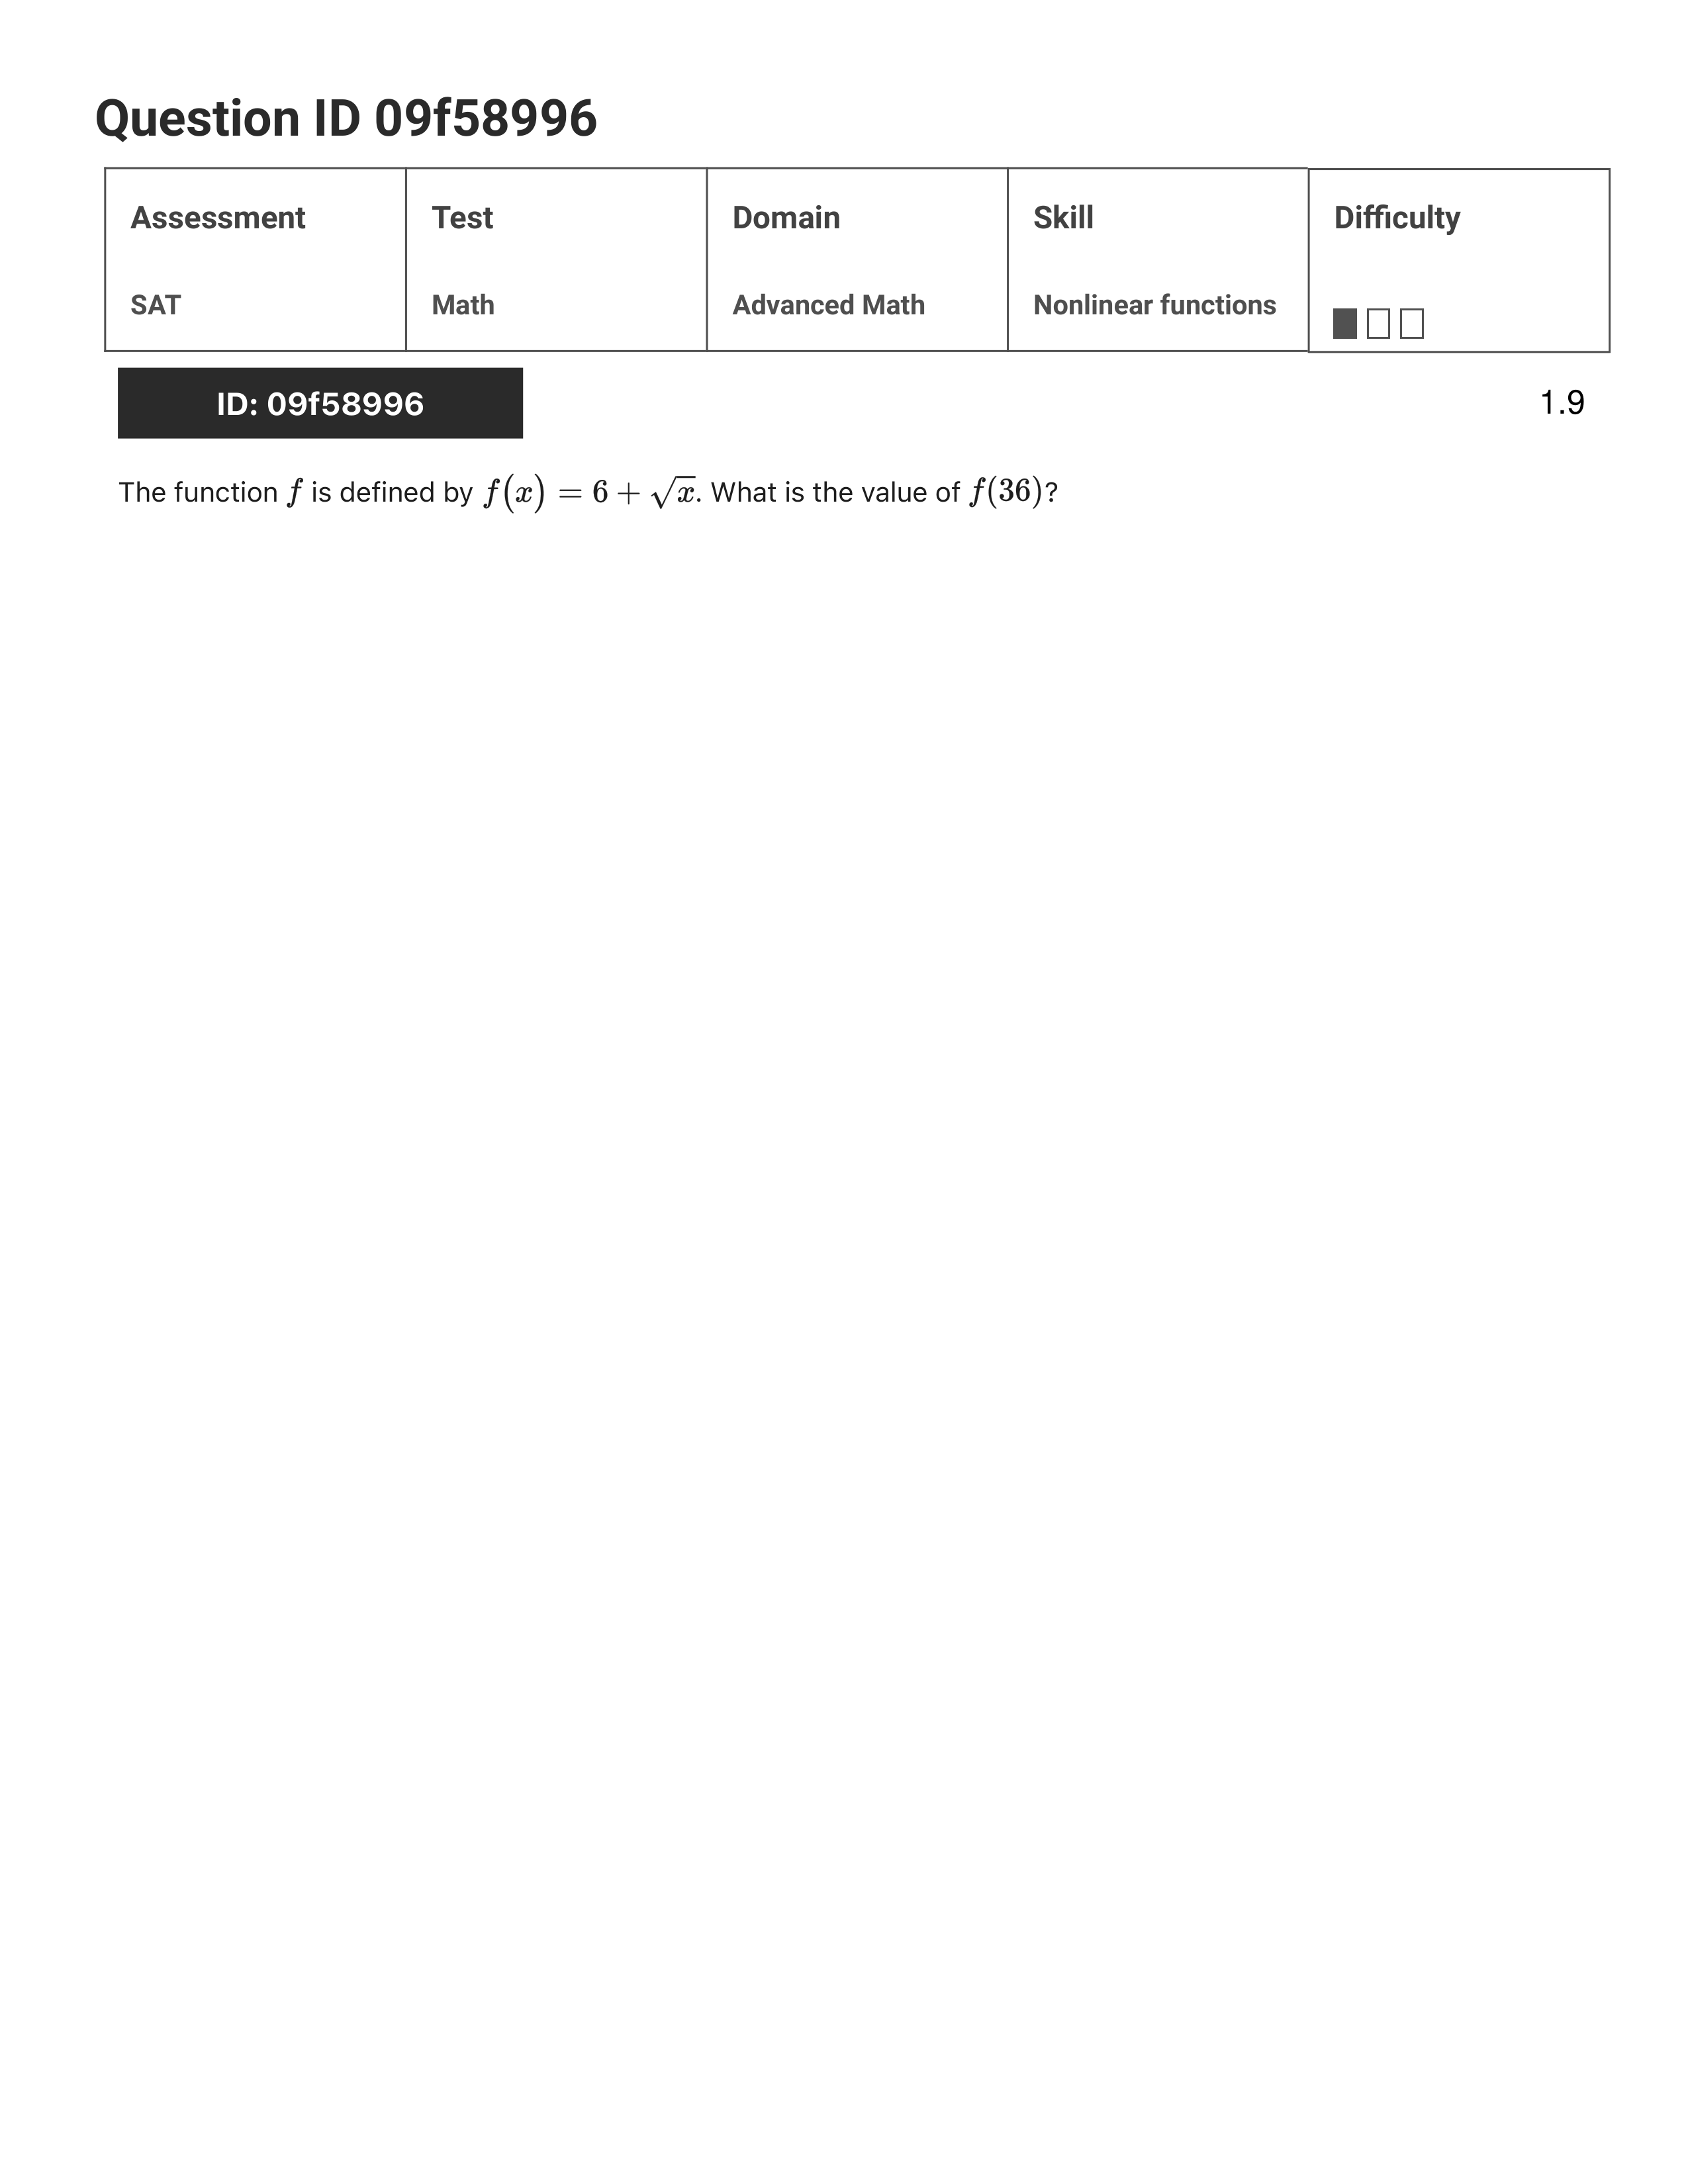 Question ID 09f58996
Assessment Test Domain Skill Difficulty
SAT Math Advanced Math Nonlinear functions
ID: 09f58996 1.9
The function f is defined by f(x) = 6 + √x. What is the value of f(36)?